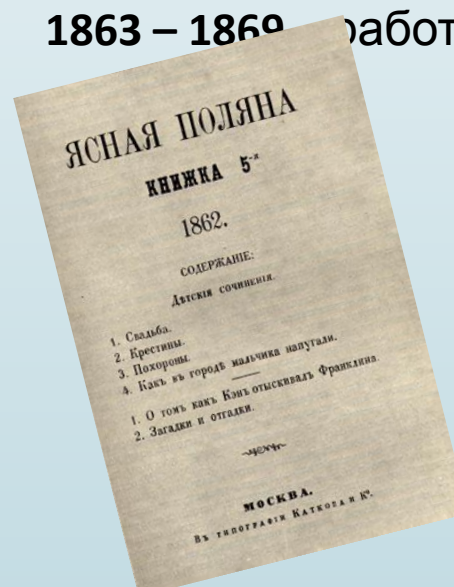 1863 – 1869
ЯСНАЯ ПОЛЯНА
КНИЖКА 5-я
1862.
СОДЕРЖАНІЕ:
Дѣтскія сочиненія.
1. Свадьба.
2. Крестины.
3. Похороны.
4. Какъ въ городѣ мальчика напугали.
1. О томъ какъ Кэнъ отыскивалъ Франклина.
2. Загадки и отгадки.
МОСКВА.
Въ типографіи Каткова и Кº.